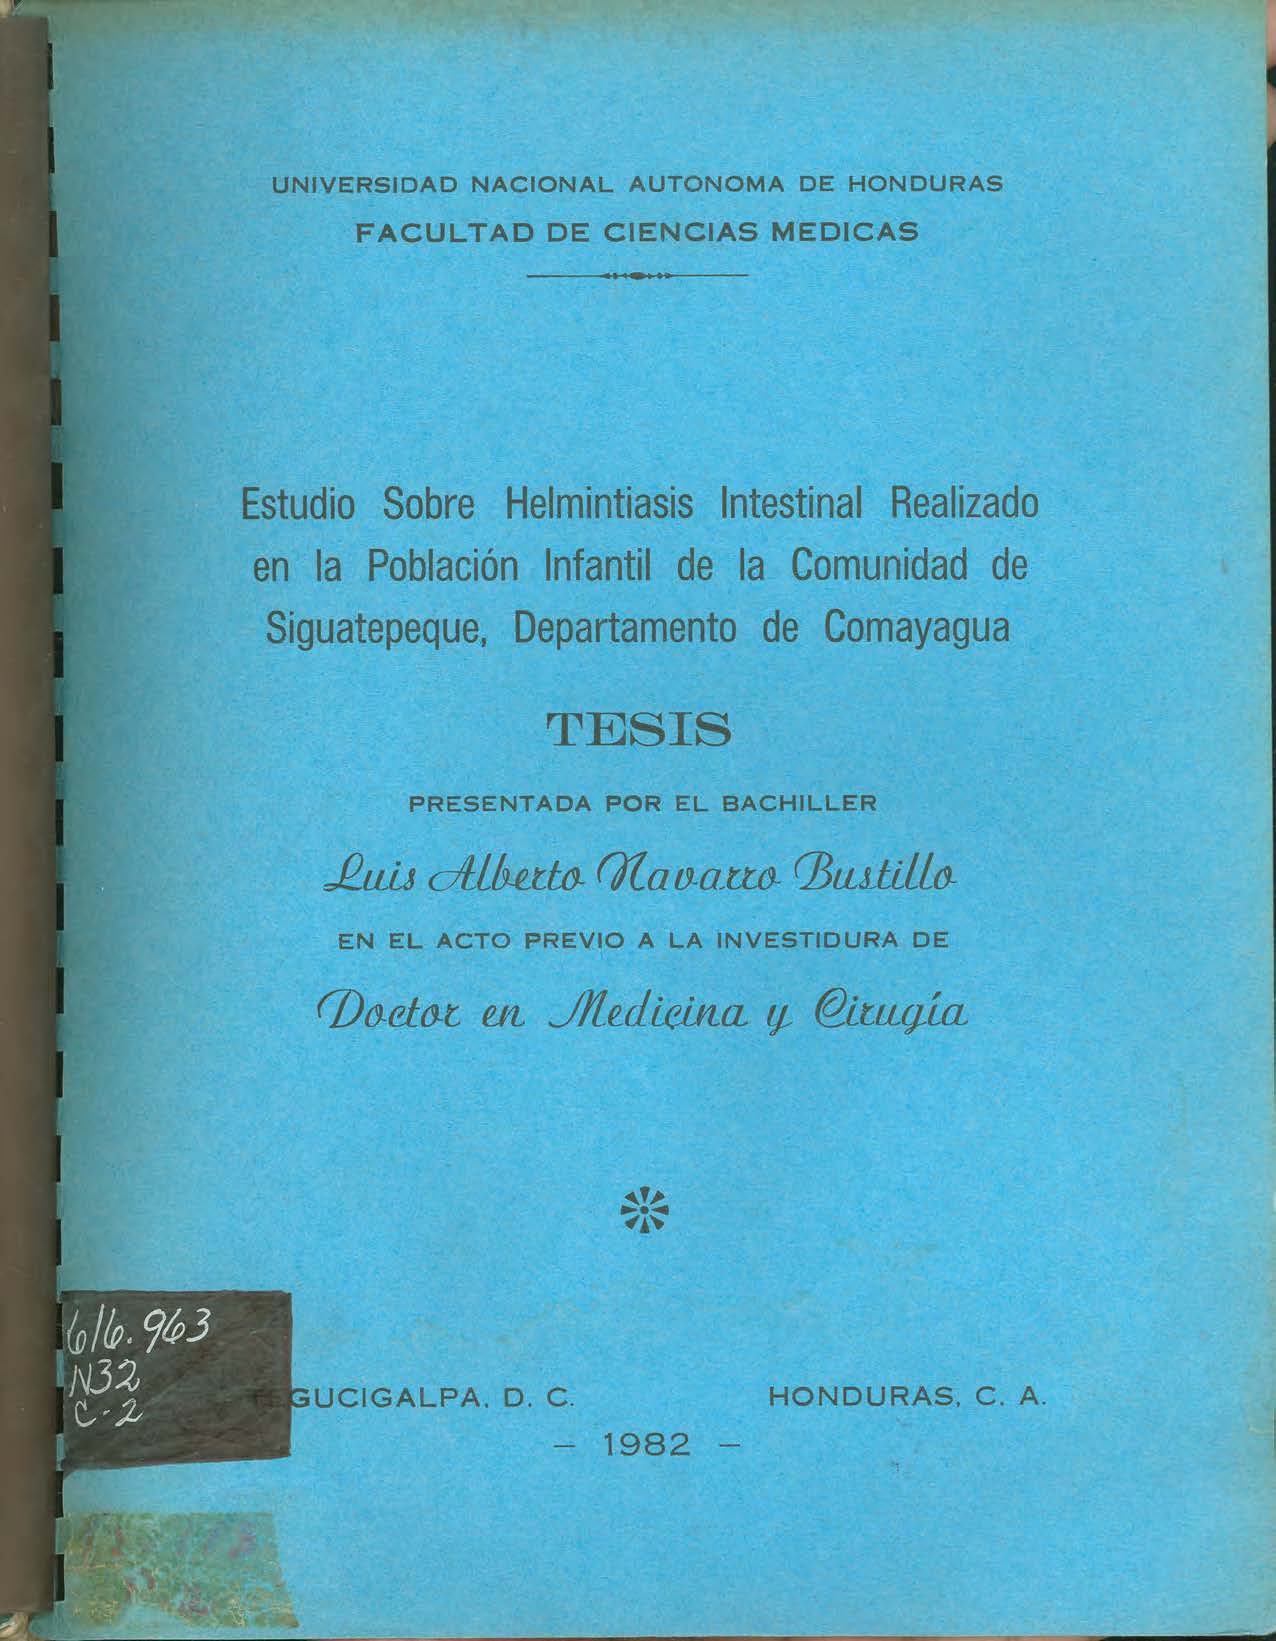 UNIVERSIDAD NACIONAL AUTONOMA DE HONDURAS
FACULTAD DE CIENCIAS MEDICAS
Estudio Sobre Helmintiasis Intestinal Realizado
en la Población Infantil de la Comunidad de
Siguatepeque, Departamento de Comayagua
TESIS
PRESENTADA POR EL BACHILLER
Luis Alberto Navarro Bustillo
EN EL ACTO PREVIO A LA INVESTIDURA DE
Doctor en Medicina y Cirugía
616.963
N32
C-2
TEGUCIGALPA, D. C. HONDURAS, C. A.
- 1982 -